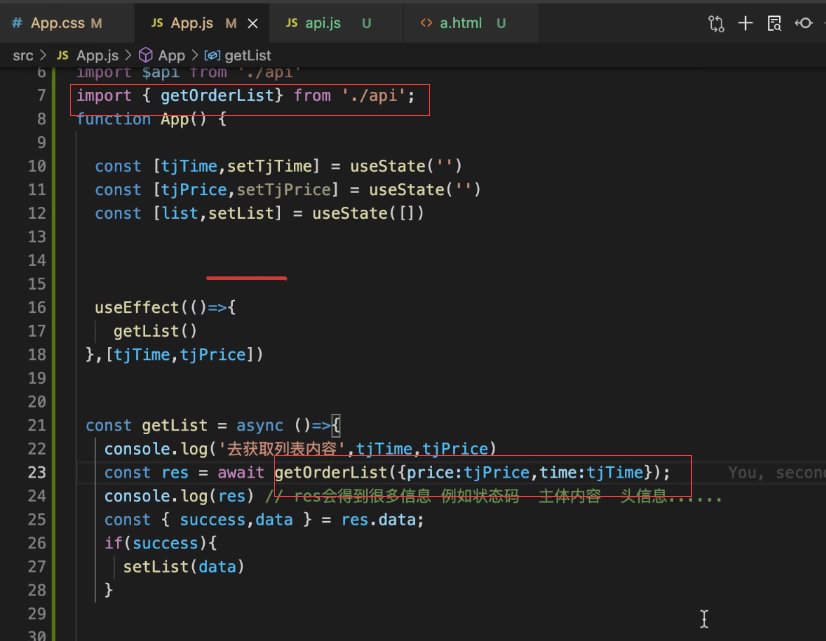 # App.css M
JS App.js M ×
JS api.js U
<> a.html U
src > JS App.js > App > getList
6 import $api from './api'
7 import { getOrderList} from './api';
8 function App() {
9
10 const [tjTime,setTjTime] = useState('')
11 const [tjPrice,setTjPrice] = useState('')
12 const [list,setList] = useState([])
13
14
15
16 useEffect(()=>{
17 getList()
18 },[tjTime,tjPrice])
19
20
21 const getList = async ()=>{
22 console.log('去获取列表内容',tjTime,tjPrice)
23 const res = await getOrderList({price:tjPrice,time:tjTime}); You, secon
24 console.log(res) // res会得到很多信息 例如状态码 主体内容 头信息......
25 const { success,data } = res.data;
26 if(success){
27 setList(data)
28 }
29
30